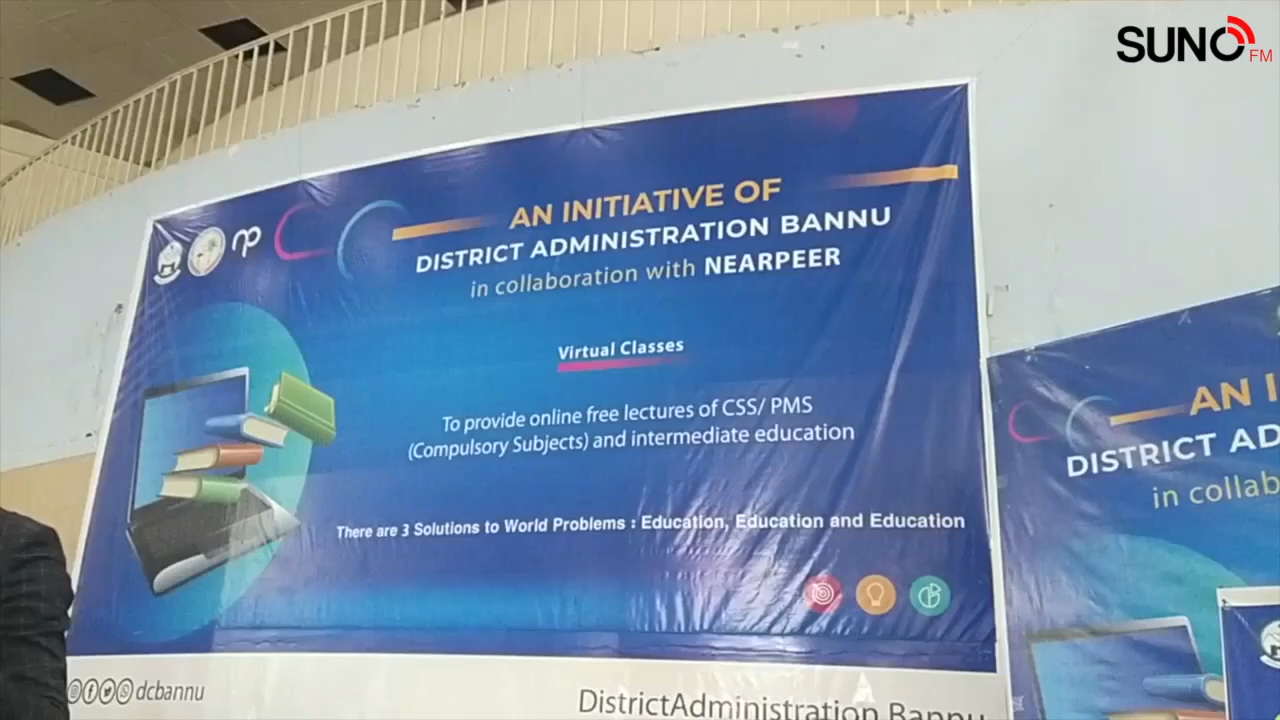 SUNO FM
np
AN INITIATIVE OF
DISTRICT ADMINISTRATION BANNU
in collaboration with NEARPEER
Virtual Classes
To provide online free lectures of CSS/ PMS
(Compulsory Subjects) and intermediate education
There are 3 Solutions to World Problems : Education, Education and Education
dcbannu
DistrictAdministration Bannu
AN I
DISTRICT AD
in collab